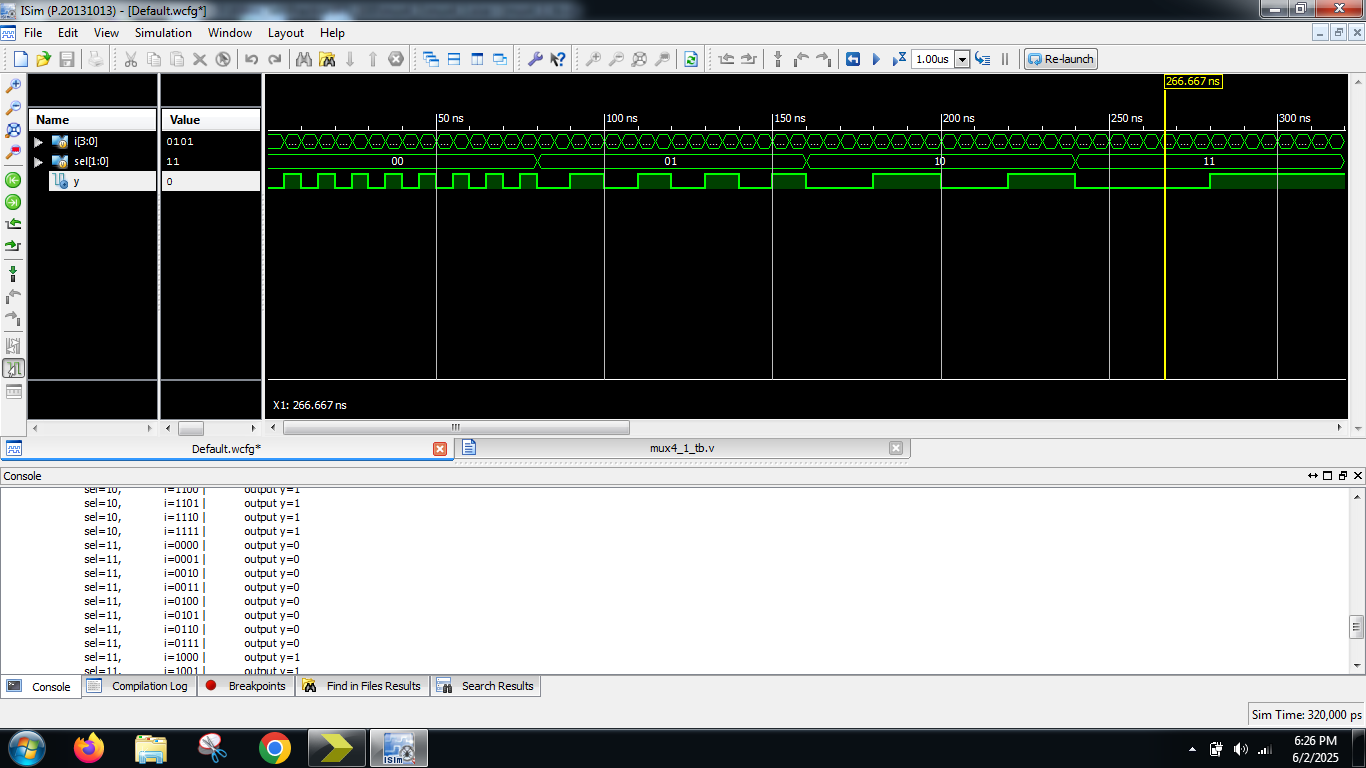 ISim (P.20131013) - [Default.wcfg*]
File Edit View Simulation Window Layout Help
1.00us Re-launch
266.667 ns
Name Value
50 ns 100 ns 150 ns 200 ns 250 ns 300 ns
i[3:0] 0101
sel[1:0] 11 00 01 10 11
y 0
X1: 266.667 ns
Default.wcfg* mux4_1_tb.v
Console
sel=10, i=1100 | output y=1
sel=10, i=1101 | output y=1
sel=10, i=1110 | output y=1
sel=10, i=1111 | output y=1
sel=11, i=0000 | output y=0
sel=11, i=0001 | output y=0
sel=11, i=0010 | output y=0
sel=11, i=0011 | output y=0
sel=11, i=0100 | output y=0
sel=11, i=0101 | output y=0
sel=11, i=0110 | output y=0
sel=11, i=0111 | output y=0
sel=11, i=1000 | output y=1
sel=11, i=1001 | output y=1
Console Compilation Log Breakpoints Find in Files Results Search Results
Sim Time: 320,000 ps
ISim
6:26 PM
6/2/2025